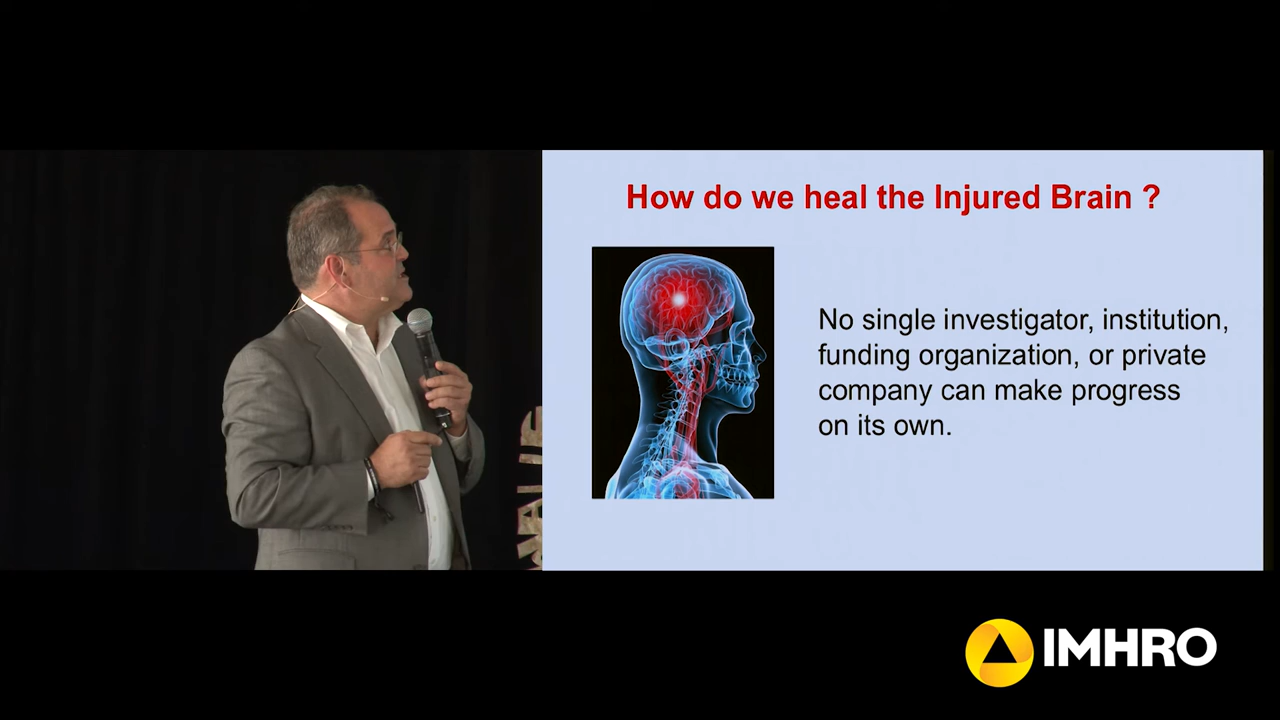 How do we heal the Injured Brain ?
No single investigator, institution,
funding organization, or private
company can make progress
on its own.
IMHRO